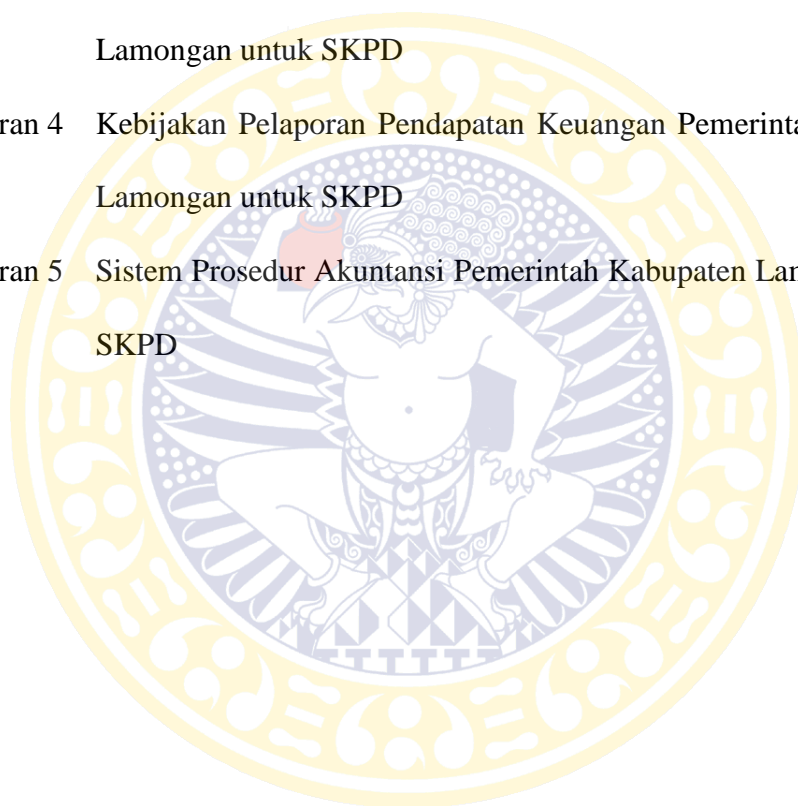 Lamongan untuk SKPD
ran 4 Kebijakan Pelaporan Pendapatan Keuangan Pemerinta
Lamongan untuk SKPD
ran 5 Sistem Prosedur Akuntansi Pemerintah Kabupaten Lar
SKPD